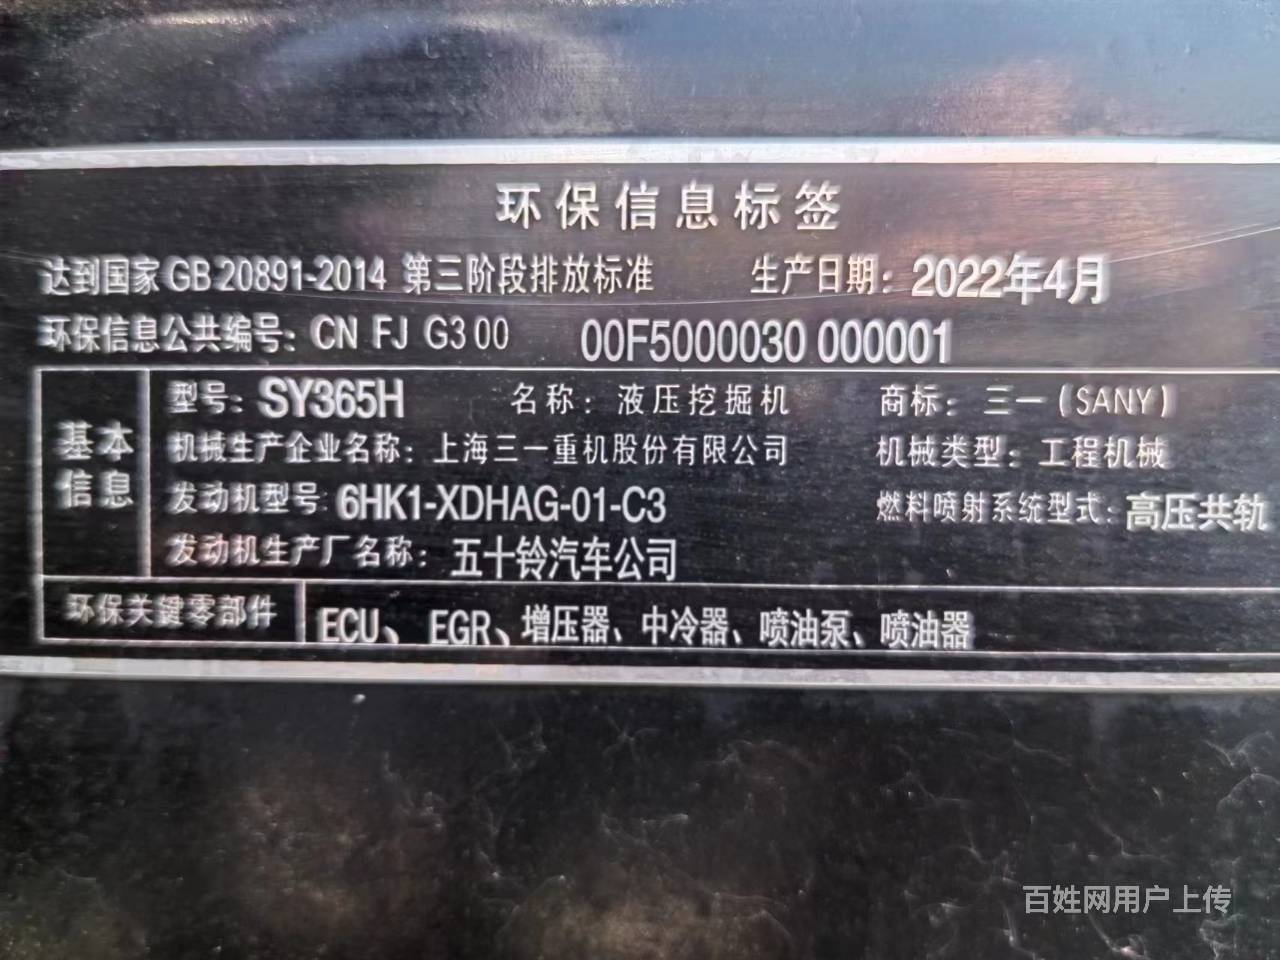 环保信息标签
达到国家GB 20891-2014 第三阶段排放标准 生产日期：2022年4月
环保信息公共编号：CN FJ G3 00 00F5000030 000001
基本信息
型号：SY365H 名称：液压挖掘机 商标：三一（SANY）
机械生产企业名称：上海三一重机股份有限公司 机械类型：工程机械
发动机型号：6HK1-XDHAG-01-C3 燃料喷射系统型式：高压共轨
发动机生产厂名称：五十铃汽车公司
环保关键零部件 ECU、EGR、增压器、中冷器、喷油泵、喷油器
百姓网用户上传